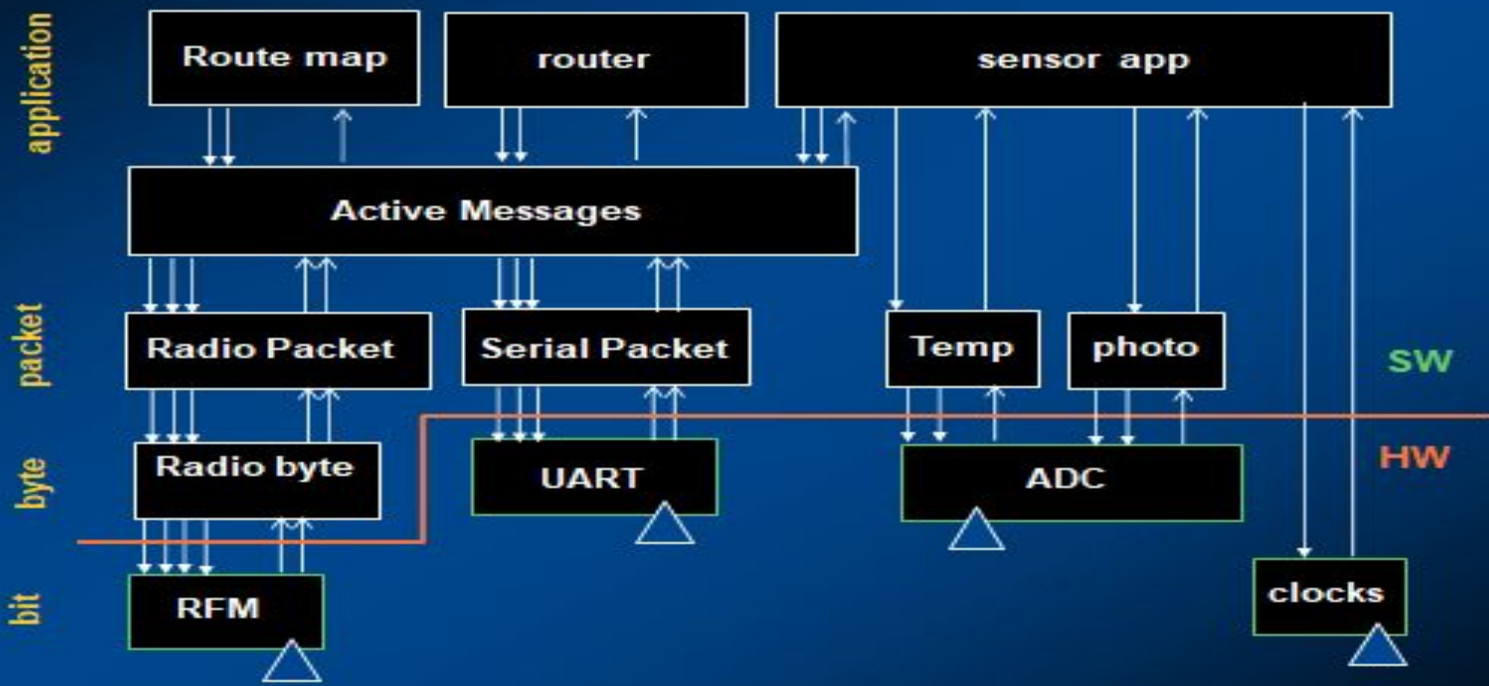 application
Route map
router
sensor app
Active Messages
packet
Radio Packet
Serial Packet
Temp
photo
SW
byte
Radio byte
UART
ADC
HW
bit
RFM
clocks